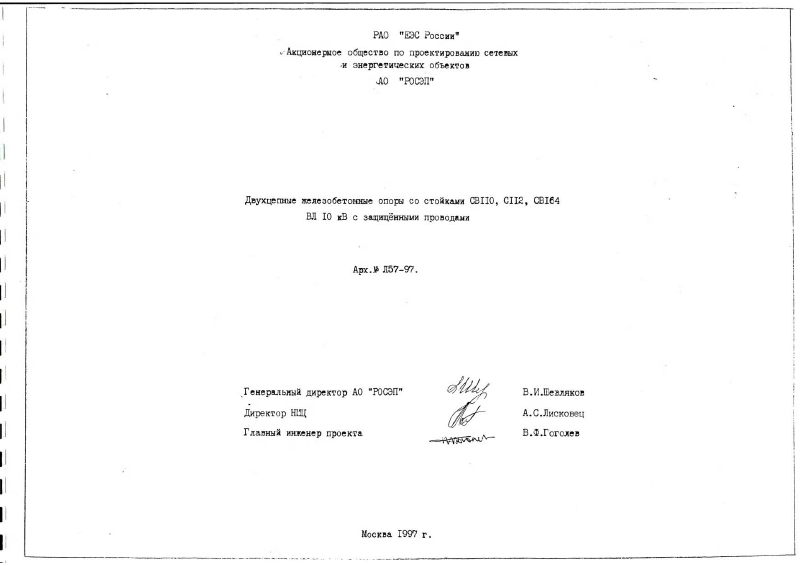 РАО "ЕЭС России"
Акционерное общество по проектированию сетевых
и энергетических объектов
АО "РОСЭП"
Двухцепные железобетонные опоры со стойками СВ110, С112, СВ164
ВЛ 10 кВ с защищёнными проводами
Арх.№ Л57-97.
Генеральный директор АО "РОСЭП" В.И.Шевляков
Директор НПЦ А.С.Лисковец
Главный инженер проекта В.Ф.Гоголев
Москва 1997 г.